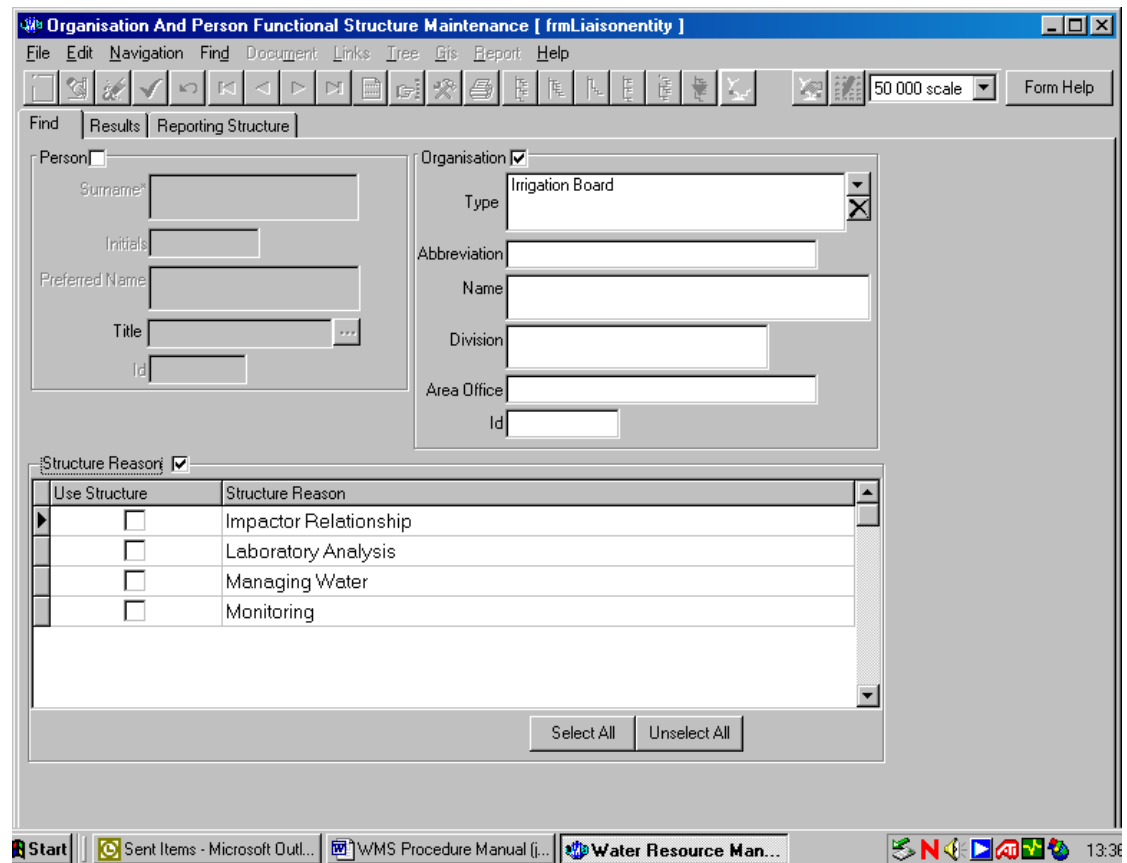 Organisation And Person Functional Structure Maintenance [ frmLiaisonentity ]
File Edit Navigation Find Document Links Tree Gis Report Help
50 000 scale Form Help
Find Results Reporting Structure
Person
Surname*
Initials
Preferred Name
Title ...
Id
Organisation
Type Irrigation Board
Abbreviation
Name
Division
Area Office
Id
Structure Reason
Use Structure Structure Reason
Impactor Relationship
Laboratory Analysis
Managing Water
Monitoring
Select All Unselect All
Start Sent Items - Microsoft Outl... WMS Procedure Manual (j... Water Resource Man... N 13:36